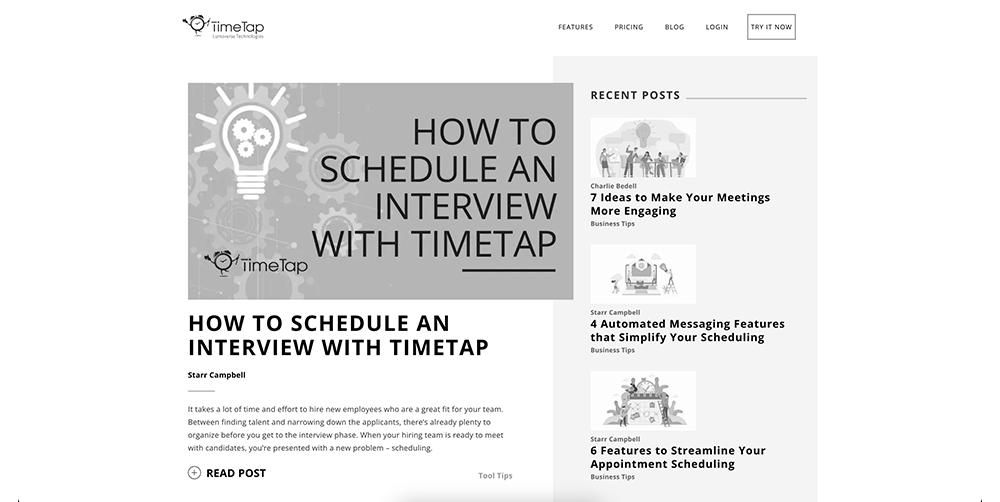 TimeTap
Lumaverse Technologies
FEATURES
PRICING
BLOG
LOGIN
TRY IT NOW
HOW TO
SCHEDULE AN
INTERVIEW
WITH TIMETAP
TimeTap
HOW TO SCHEDULE AN
INTERVIEW WITH TIMETAP
Starr Campbell
It takes a lot of time and effort to hire new employees who are a great fit for your team.
Between finding talent and narrowing down the applicants, there's already plenty to
organize before you get to the interview phase. When your hiring team is ready to meet
with candidates, you're presented with a new problem – scheduling.
READ POST
Tool Tips
RECENT POSTS
Charlie Bedell
7 Ideas to Make Your Meetings
More Engaging
Business Tips
Starr Campbell
4 Automated Messaging Features
that Simplify Your Scheduling
Business Tips
Starr Campbell
6 Features to Streamline Your
Appointment Scheduling
Business Tips